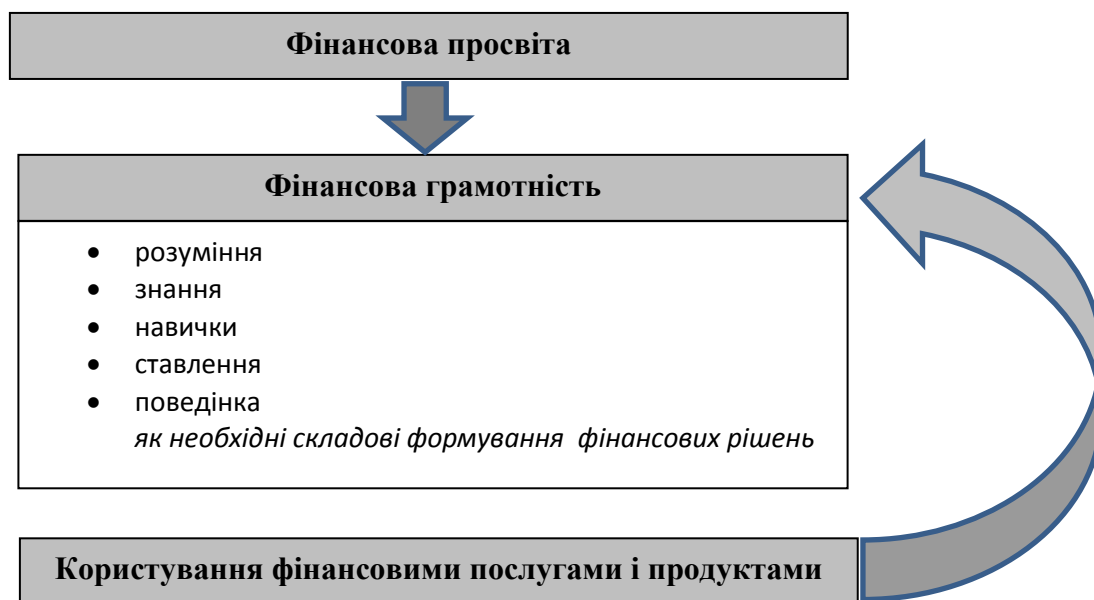 Фінансова просвіта
Фінансова грамотність
• розуміння
• знання
• навички
• ставлення
• поведінка
як необхідні складові формування фінансових рішень
Користування фінансовими послугами і продуктами